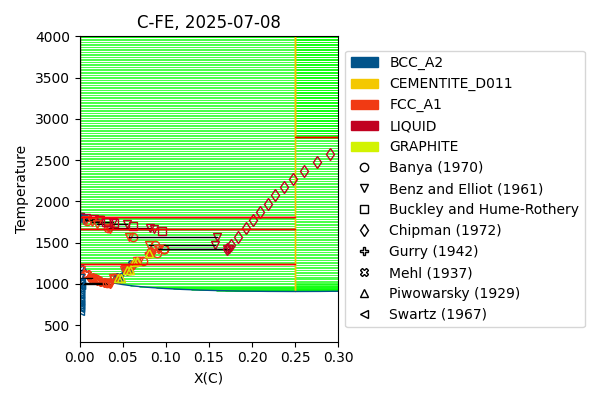 C-FE, 2025-07-08
4000
3500
3000
2500
2000
1500
1000
500
Temperature
0.00 0.05 0.10 0.15 0.20 0.25 0.30
X(C)
BCC_A2
CEMENTITE_D011
FCC_A1
LIQUID
GRAPHITE
Banya (1970)
Benz and Elliot (1961)
Buckley and Hume-Rothery
Chipman (1972)
Gurry (1942)
Mehl (1937)
Piwowarsky (1929)
Swartz (1967)